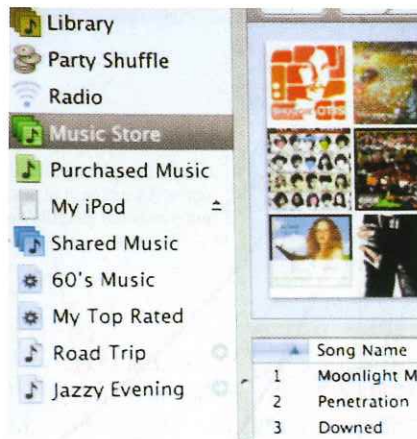 Library
Party Shuffle
Radio
Music Store
Purchased Music
My iPod
Shared Music
60's Music
My Top Rated
Road Trip
Jazzy Evening
Song Name
1 Moonlight M
2 Penetration
3 Downed